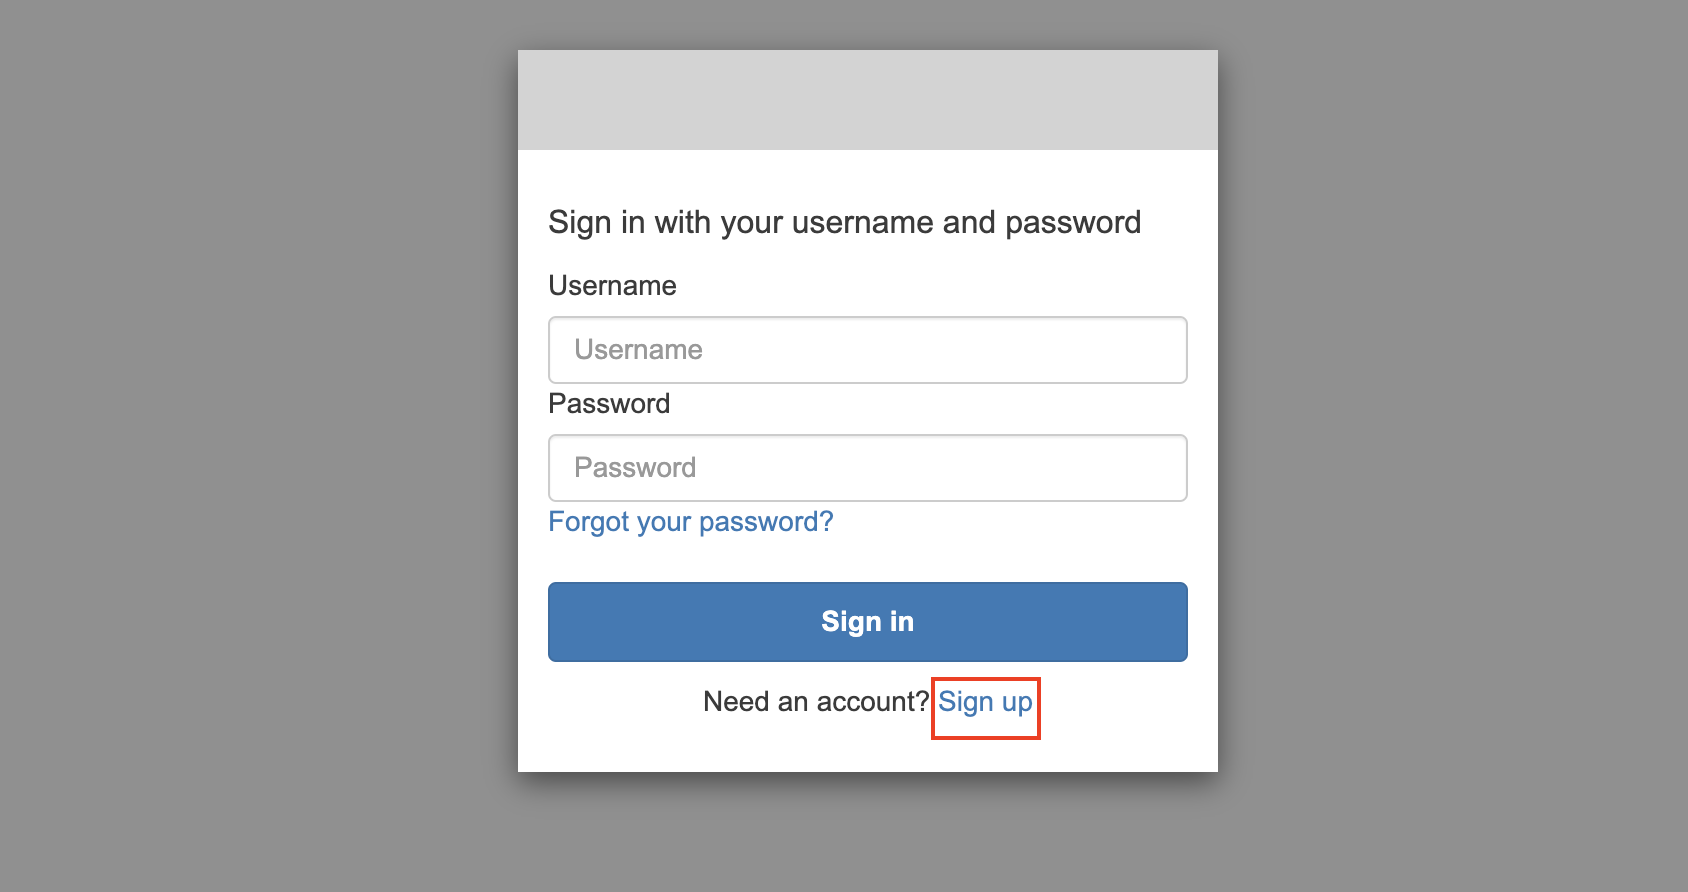 Sign in with your username and password
Username
Username
Password
Password
Forgot your password?
Sign in
Need an account? Sign up